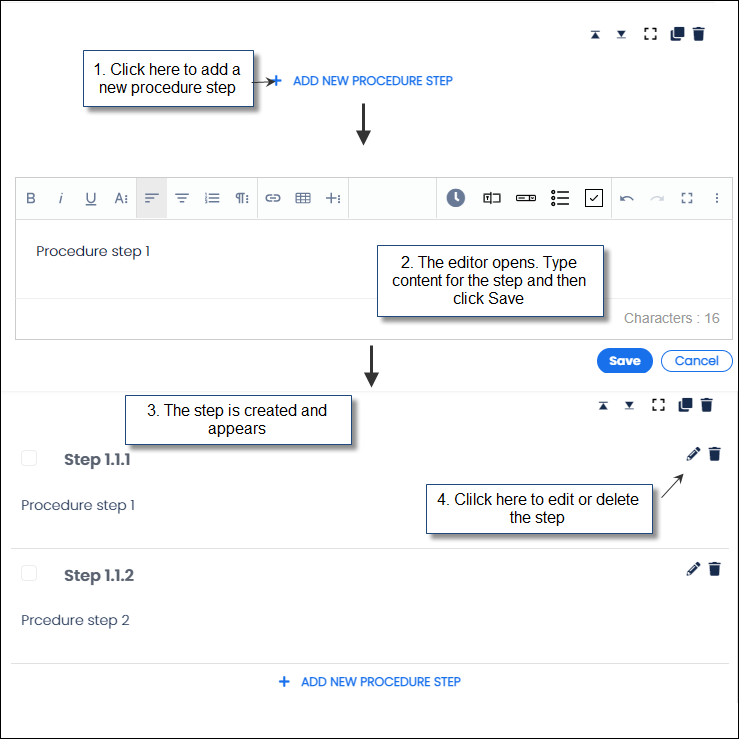 1. Click here to add a
new procedure step
ADD NEW PROCEDURE STEP
B i U A
Procedure step 1
2. The editor opens. Type
content for the step and then
click Save
Characters : 16
Save Cancel
3. The step is created and
appears
Step 1.1.1
Procedure step 1
4. Clilck here to edit or delete
the step
Step 1.1.2
Prcedure step 2
ADD NEW PROCEDURE STEP